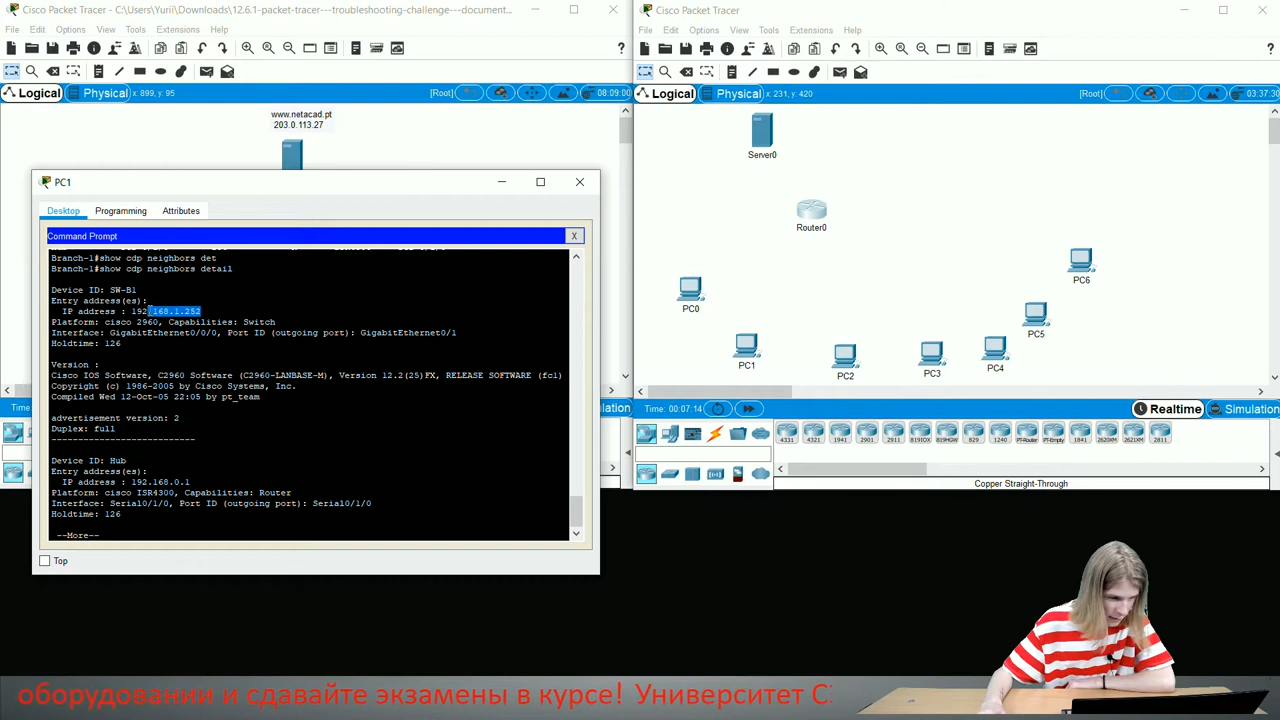 Cisco Packet Tracer - C:\Users\Yurii\Downloads\12.6.1-packet-tracer---troubleshooting-challenge---document...
File Edit Options View Tools Extensions Help
?
Logical Physical x: 899, y: 95 [Root] 08:09:00
www.netacad.pt
203.0.113.27
PC1
Desktop Programming Attributes
Command Prompt X
Branch-1#show cdp neighbors det
Branch-1#show cdp neighbors detail
Device ID: SW-B1
Entry address(es):
IP address : 192.168.1.252
Platform: cisco 2960, Capabilities: Switch
Interface: GigabitEthernet0/0/0, Port ID (outgoing port): GigabitEthernet0/1
Holdtime: 126
Version :
Cisco IOS Software, C2960 Software (C2960-LANBASE-M), Version 12.2(25)FX, RELEASE SOFTWARE (fc1)
Copyright (c) 1986-2005 by Cisco Systems, Inc.
Compiled Wed 12-Oct-05 22:05 by pt_team
advertisement version: 2
Duplex: full
---------------------------
Device ID: Hub
Entry address(es):
IP address : 192.168.0.1
Platform: cisco ISR4300, Capabilities: Router
Interface: Serial0/1/0, Port ID (outgoing port): Serial0/1/0
Holdtime: 126
--More--
Top
Time: 0
ulation
Cisco Packet Tracer
File Edit Options View Tools Extensions Help
?
Logical Physical x: 231, y: 420 [Root] 03:37:30
Server0
Router0
PC6
PC0
PC5
PC1
PC2
PC3
PC4
Time: 00:07:14 Realtime Simulation
4331 4321 1941 2901 2911 819IOX 819HGW 829 1240 PT-Router PT-Empty 1841 2620XM 2621XM 2811
Copper Straight-Through
оборудовании и сдавайте экзамены в курсе! Университет